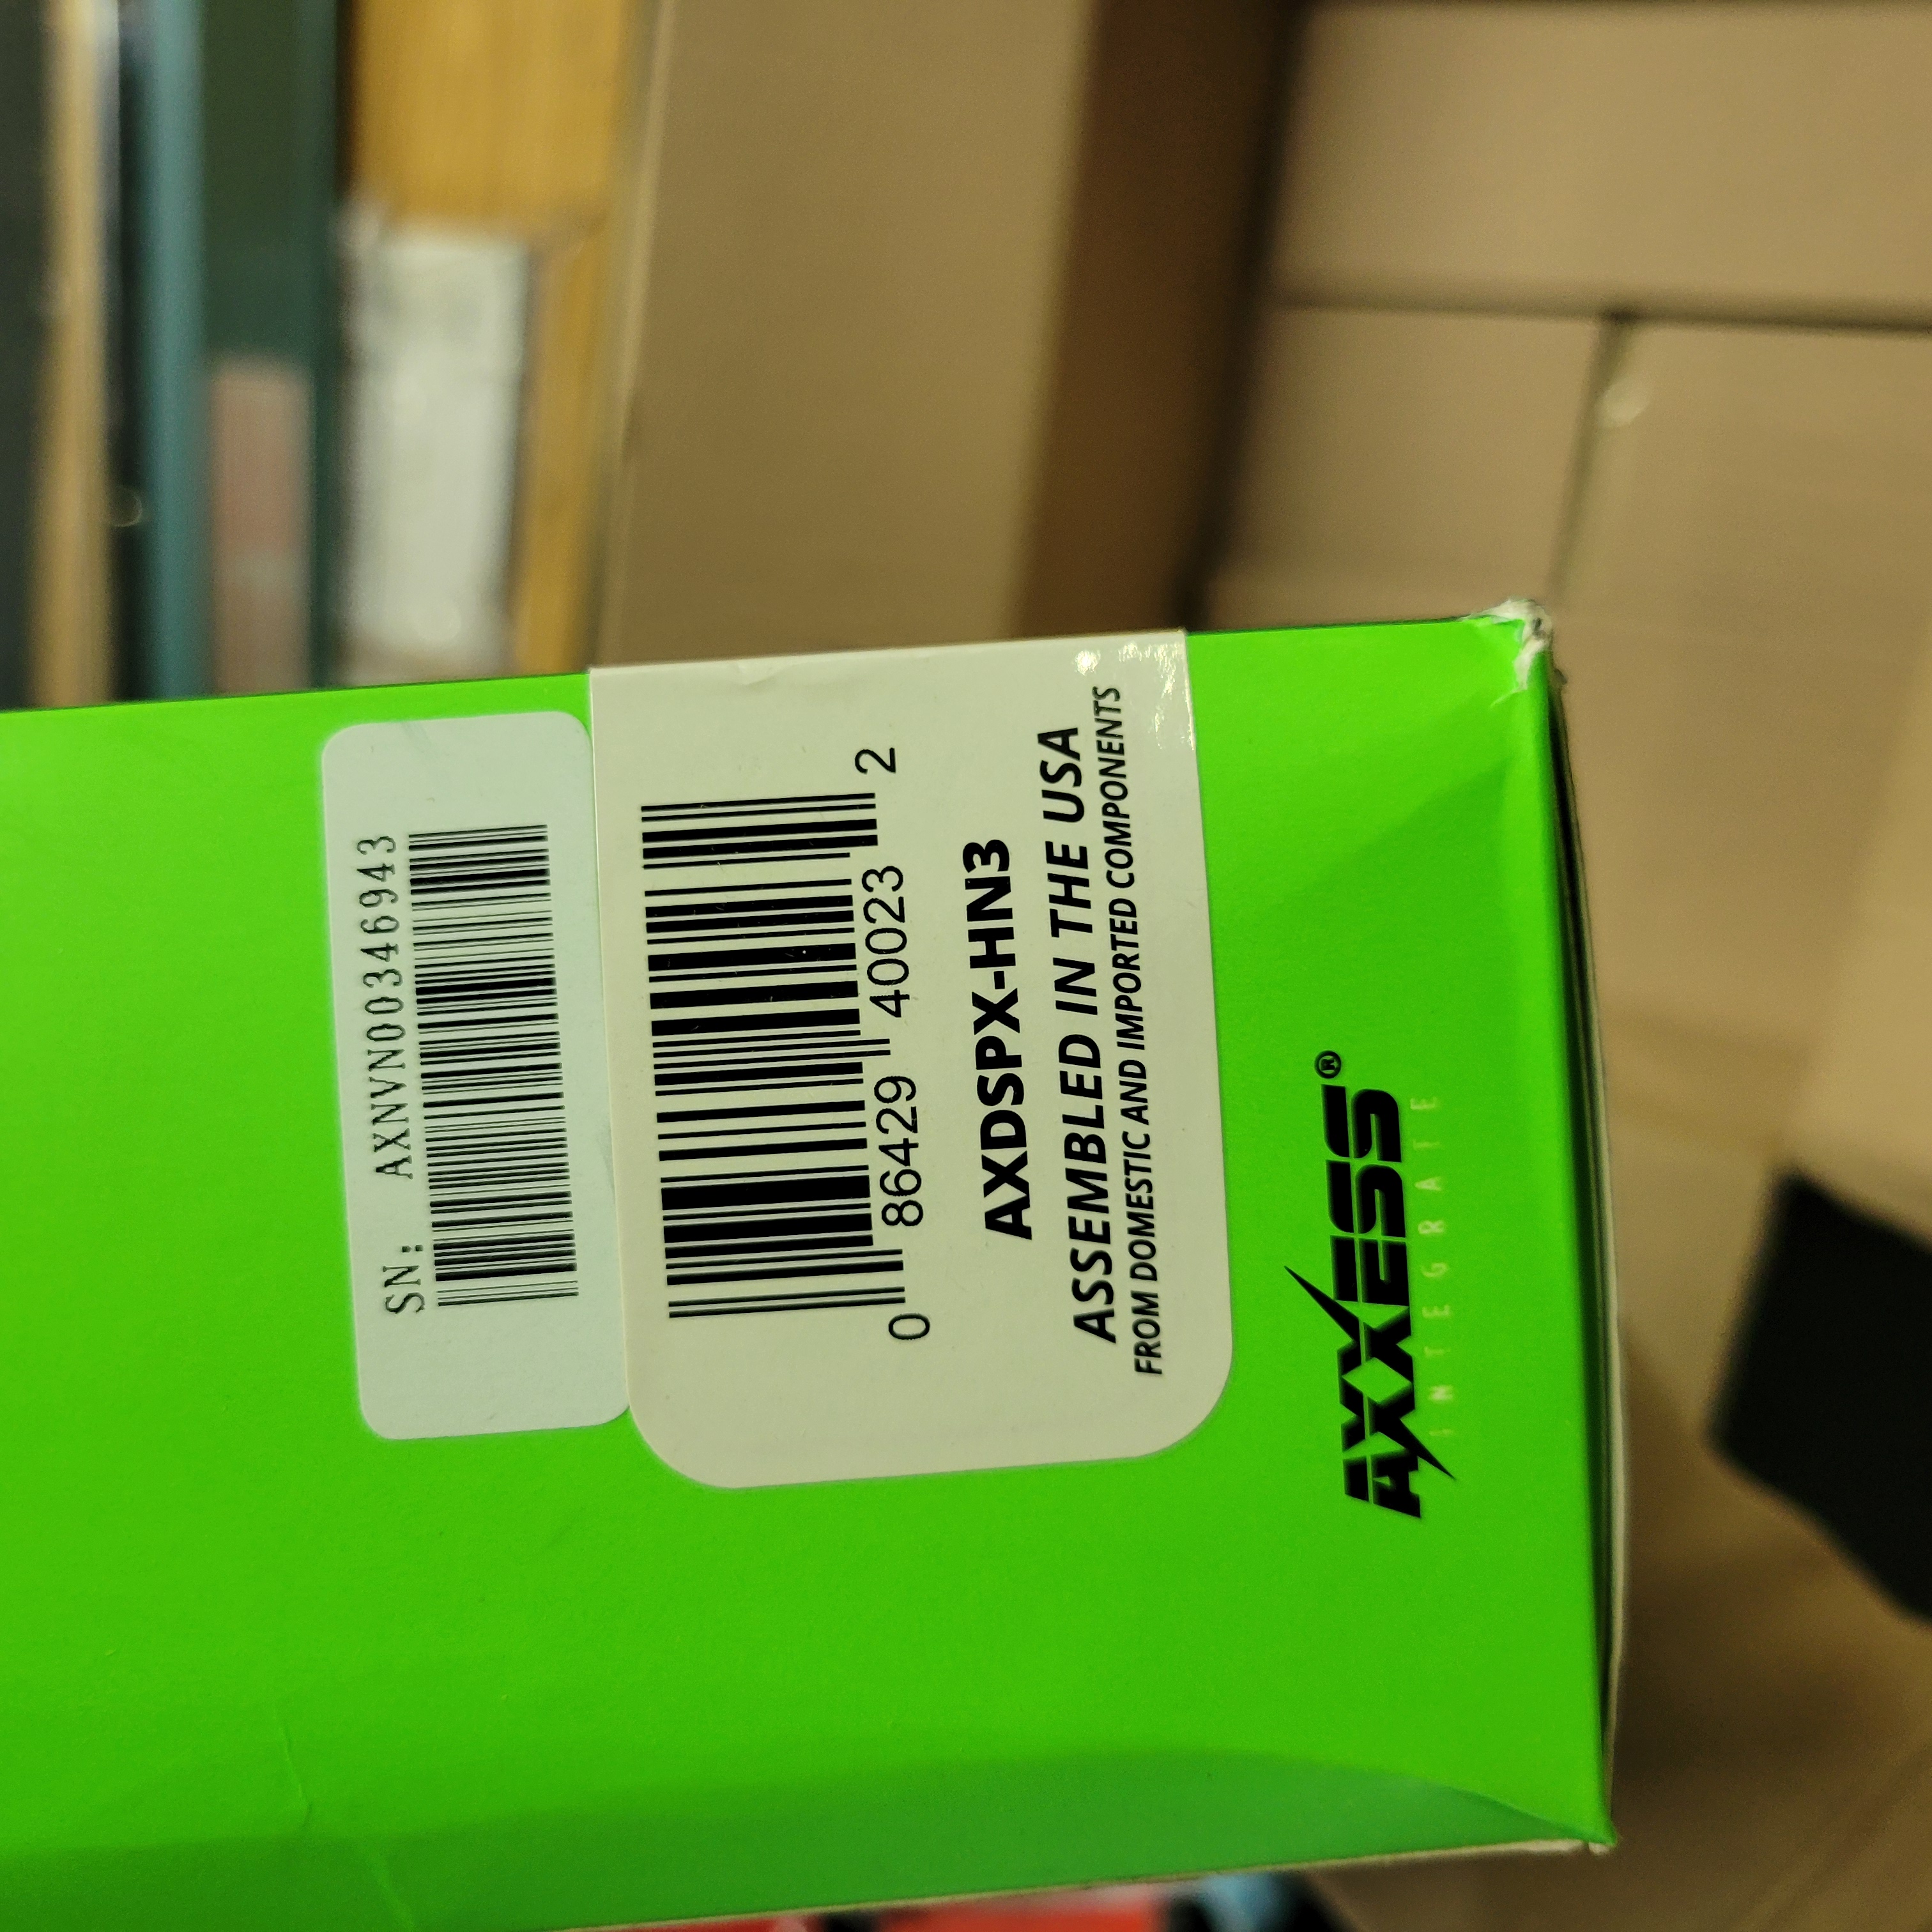 SN: AXNVN00346943
0 86429 40023 2
AXDSPX-HN3
ASSEMBLED IN THE USA
FROM DOMESTIC AND IMPORTED COMPONENTS
AXXESS®
INTEGRATE